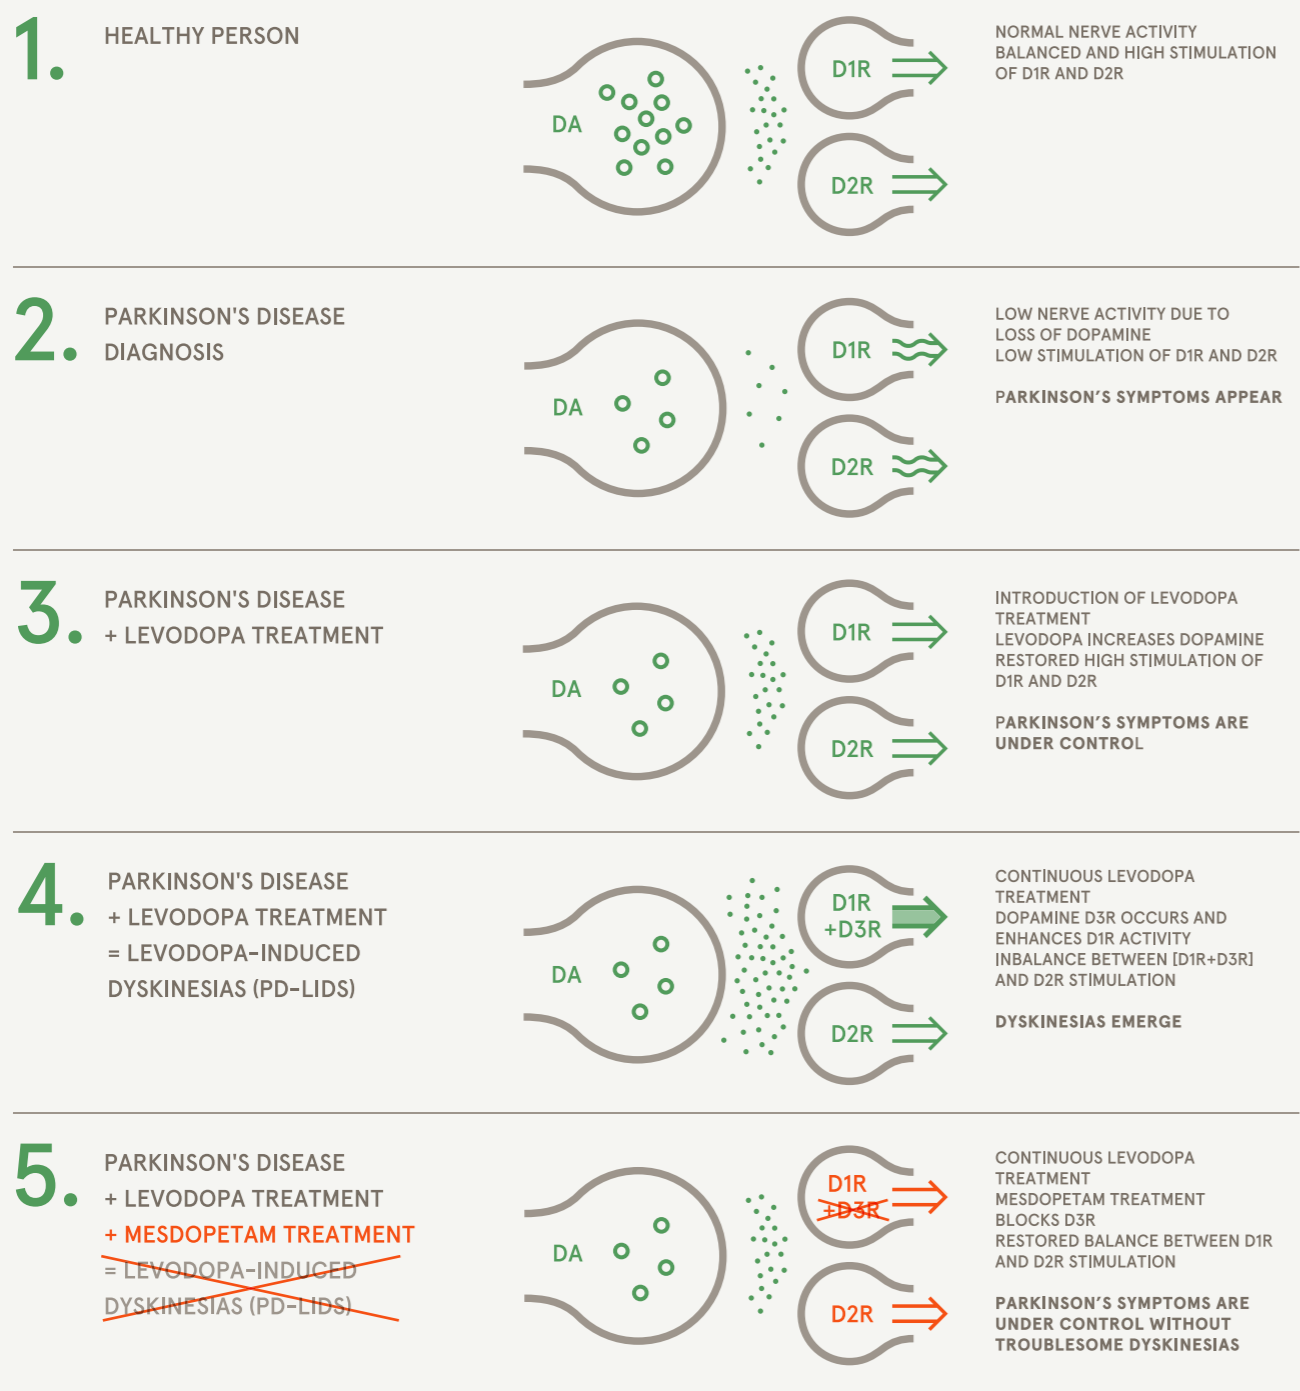 1.
HEALTHY PERSON
DA
D1R
D2R
NORMAL NERVE ACTIVITY
BALANCED AND HIGH STIMULATION
OF D1R AND D2R
2.
PARKINSON'S DISEASE
DIAGNOSIS
DA
D1R
D2R
LOW NERVE ACTIVITY DUE TO
LOSS OF DOPAMINE
LOW STIMULATION OF D1R AND D2R
PARKINSON’S SYMPTOMS APPEAR
3.
PARKINSON'S DISEASE
+ LEVODOPA TREATMENT
DA
D1R
D2R
INTRODUCTION OF LEVODOPA
TREATMENT
LEVODOPA INCREASES DOPAMINE
RESTORED HIGH STIMULATION OF
D1R AND D2R
PARKINSON’S SYMPTOMS ARE
UNDER CONTROL
4.
PARKINSON'S DISEASE
+ LEVODOPA TREATMENT
= LEVODOPA-INDUCED
DYSKINESIAS (PD-LIDS)
DA
D1R
+D3R
D2R
CONTINUOUS LEVODOPA
TREATMENT
DOPAMINE D3R OCCURS AND
ENHANCES D1R ACTIVITY
INBALANCE BETWEEN [D1R+D3R]
AND D2R STIMULATION
DYSKINESIAS EMERGE
5.
PARKINSON'S DISEASE
+ LEVODOPA TREATMENT
+ MESDOPETAM TREATMENT
= LEVODOPA-INDUCED
DYSKINESIAS (PD-LIDS)
DA
D1R
+D3R
D2R
CONTINUOUS LEVODOPA
TREATMENT
MESDOPETAM TREATMENT
BLOCKS D3R
RESTORED BALANCE BETWEEN D1R
AND D2R STIMULATION
PARKINSON’S SYMPTOMS ARE
UNDER CONTROL WITHOUT
TROUBLESOME DYSKINESIAS